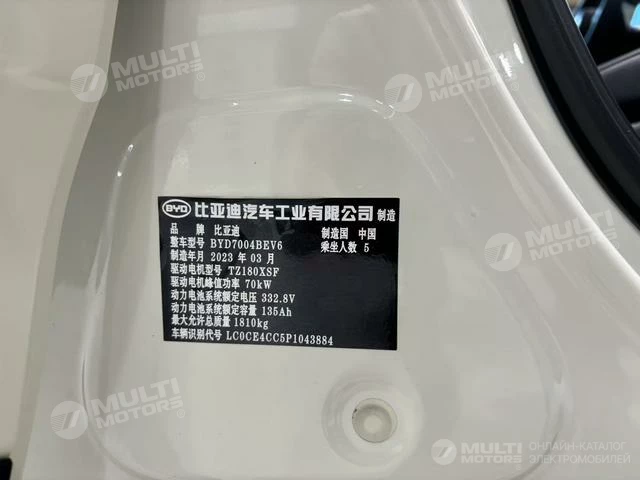 MULTI MOTORS
MULTI MOTORS
MULTI MOTORS
BYD 比亚迪汽车工业有限公司 制造
品 牌 比亚迪 制造国 中国
整车型号 BYD7004BEV6 乘坐人数 5
制造年月 2023 年 03 月
驱动电机型号 TZ180XSF
驱动电机峰值功率 70kW
动力电池系统额定电压 332.8V
动力电池系统额定容量 135Ah
最大允许总质量 1810kg
车辆识别代号 LC0CE4CC5P1043884
MULTI MOTORS
MULTI MOTORS
ОНЛАЙН-КАТАЛОГ
ЭЛЕКТРОМОБИЛЕЙ